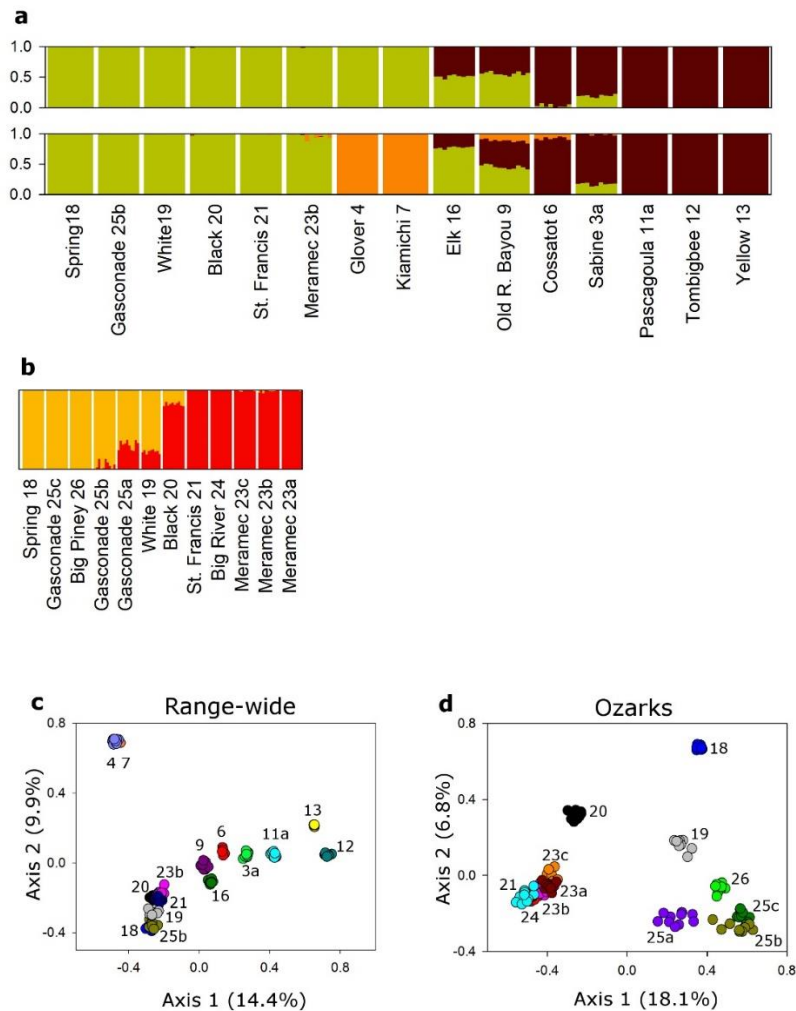 a
1.0
0.5
0.0
1.0
0.5
0.0
Spring18
Gasconade 25b
White19
Black 20
St. Francis 21
Meramec 23b
Glover 4
Kiamichi 7
Elk 16
Old R. Bayou 9
Cossatot 6
Sabine 3a
Pascagoula 11a
Tombigbee 12
Yellow 13
b
Spring 18
Gasconade 25c
Big Piney 26
Gasconade 25b
Gasconade 25a
White 19
Black 20
St. Francis 21
Big River 24
Meramec 23c
Meramec 23b
Meramec 23a
c Range-wide
0.8
0.4
0.0
-0.4
Axis 2 (9.9%)
4 7
13
6
9
11a
3a
12
23b
16
20
21
19
18
25b
-0.4 0.0 0.4 0.8
Axis 1 (14.4%)
d Ozarks
0.8
0.4
0.0
-0.4
Axis 2 (6.8%)
18
20
19
23c
26
21
23a
25c
24
23b
25a
25b
-0.4 0.0 0.4 0.8
Axis 1 (18.1%)